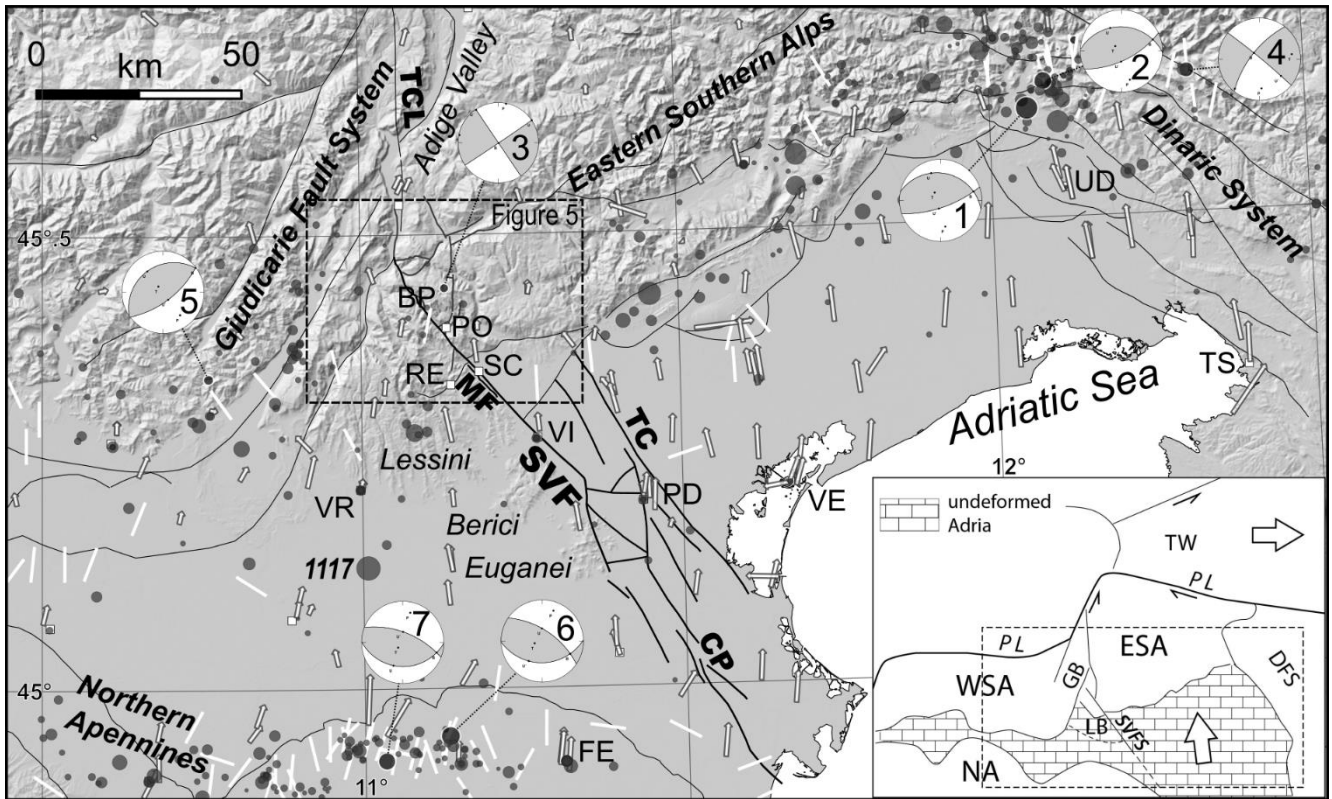 0 50
km
TCL
Adige Valley
Giudicarie Fault System
Eastern Southern Alps
Dinaric System
2
4
3
1
5
UD
Figure 5
45°.5
BP
PO
SC
RE
MF
TS
Adriatic Sea
12°
VI
TC
Lessini
SVF
PD
VE
VR
Berici
Euganei
1117
7
6
CP
45°
Northern
Apennines
FE
11°
undeformed
Adria
TW
PL
PL
ESA
WSA
GB
DFS
LB
SVFS
NA